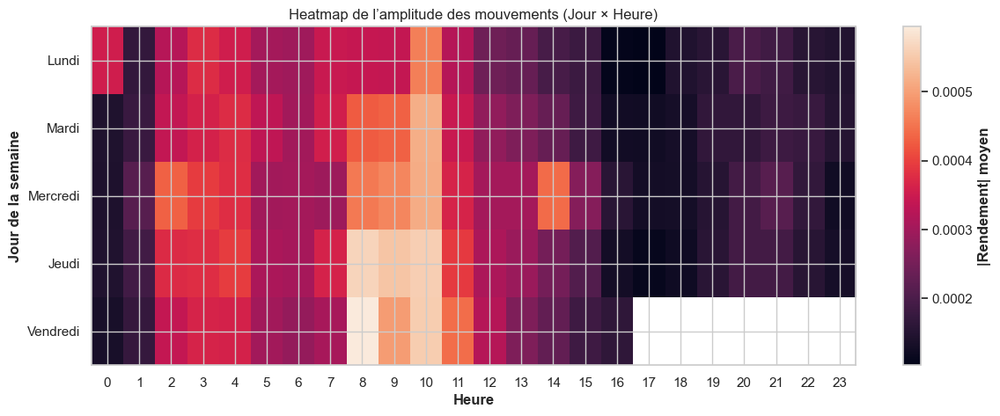 Heatmap de l’amplitude des mouvements (Jour × Heure)
Jour de la semaine
Lundi
Mardi
Mercredi
Jeudi
Vendredi
0 1 2 3 4 5 6 7 8 9 10 11 12 13 14 15 16 17 18 19 20 21 22 23
Heure
0.0005
0.0004
0.0003
0.0002
|Rendement| moyen